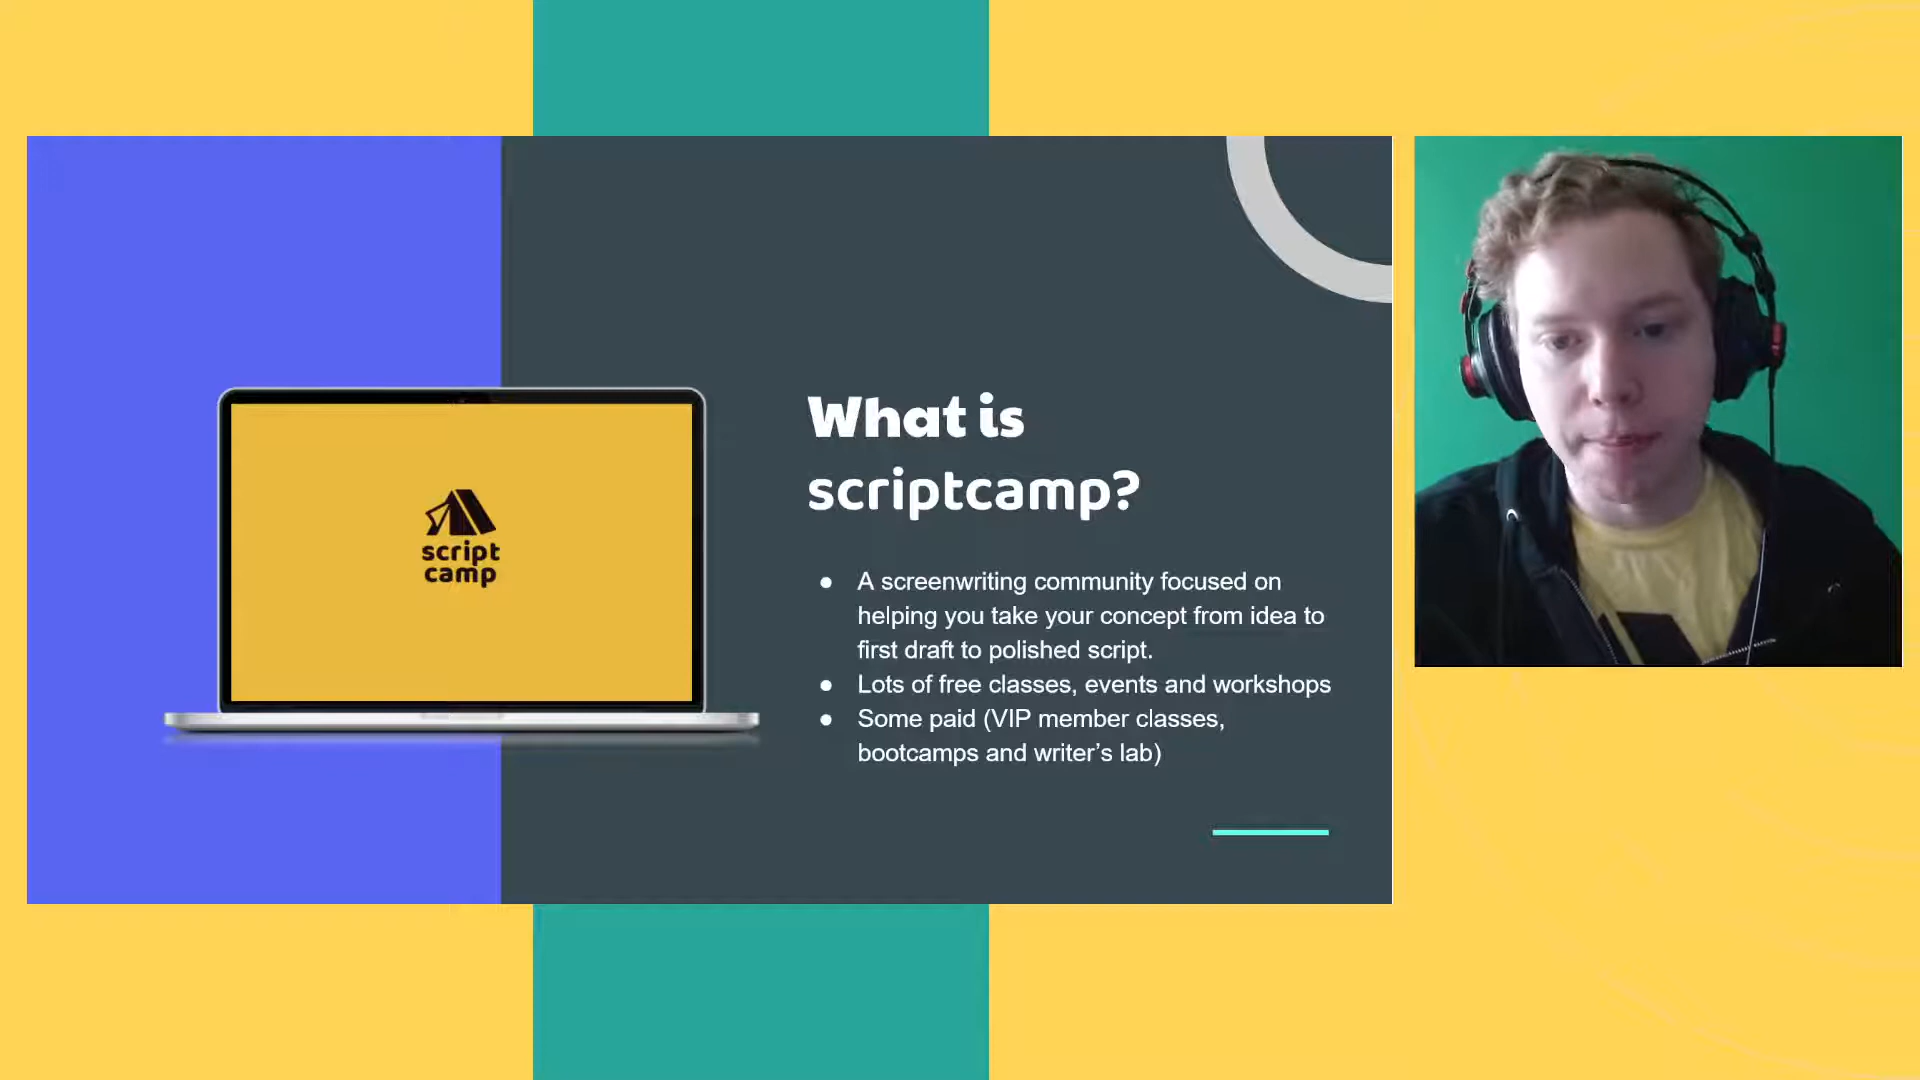 script
camp
What is
scriptcamp?
● A screenwriting community focused on
helping you take your concept from idea to
first draft to polished script.
● Lots of free classes, events and workshops
● Some paid (VIP member classes,
bootcamps and writer’s lab)